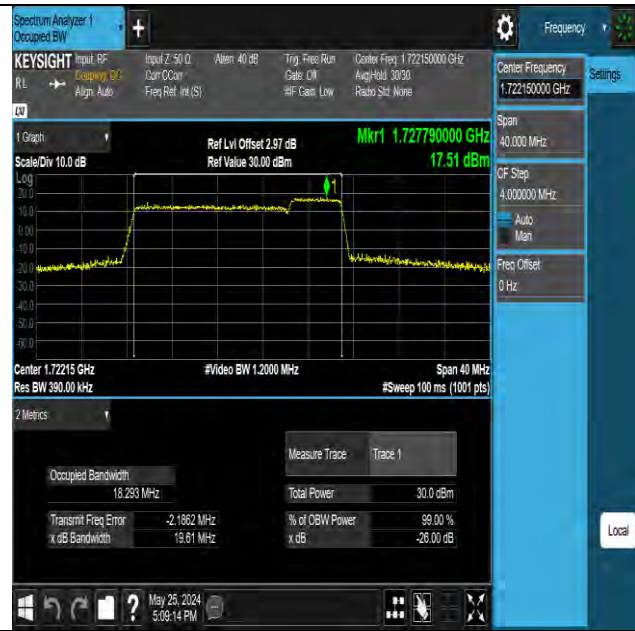 Spectrum Analyzer 1
Occupied BW
+
Frequency
KEYSIGHT
RL
Input: RF
Coupling: DC
Align: Auto
Input Z: 50 Ω
Corr CCorr
Freq Ref: Int (S)
Atten: 40 dB
Trig: Free Run
Gate: Off
#IF Gain: Low
Center Freq: 1.722150000 GHz
Avg|Hold: 30/30
Radio Std: None
Center Frequency
1.722150000 GHz
Settings
Span
40.000 MHz
CF Step
4.000000 MHz
Auto
Man
Freq Offset
0 Hz
Local
1 Graph
Scale/Div 10.0 dB
Ref Lvl Offset 2.97 dB
Ref Value 30.00 dBm
Mkr1 1.727790000 GHz
17.51 dBm
Log
20.0
10.0
0.00
-10.0
-20.0
-30.0
-40.0
-50.0
-60.0
1
Center 1.72215 GHz
Res BW 390.00 kHz
#Video BW 1.2000 MHz
Span 40 MHz
#Sweep 100 ms (1001 pts)
2 Metrics
Measure Trace Trace 1
Occupied Bandwidth
18.293 MHz
Total Power 30.0 dBm
Transmit Freq Error -2.1862 MHz
% of OBW Power 99.00 %
x dB Bandwidth 19.61 MHz
x dB -26.00 dB
?
May 25, 2024
5:09:14 PM